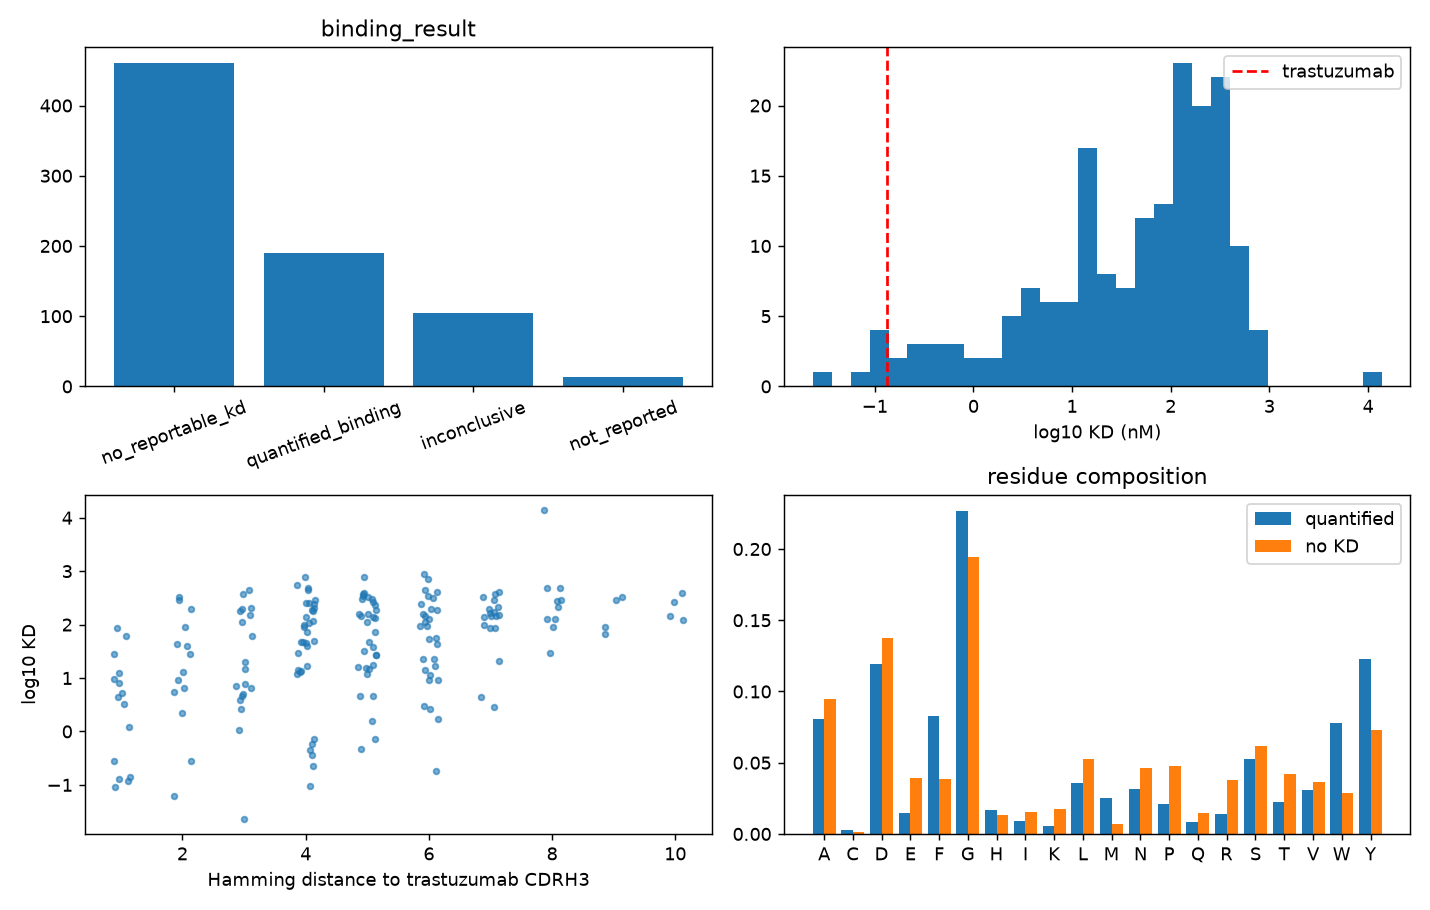 binding_result
400
300
200
100
0
no_reportable_kd
quantified_binding
inconclusive
not_reported
trastuzumab
20
15
10
5
0
−1 0 1 2 3 4
log10 KD (nM)
4
3
2
1
0
−1
log10 KD
2 4 6 8 10
Hamming distance to trastuzumab CDRH3
residue composition
quantified
no KD
0.20
0.15
0.10
0.05
0.00
A C D E F G H I K L M N P Q R S T V W Y